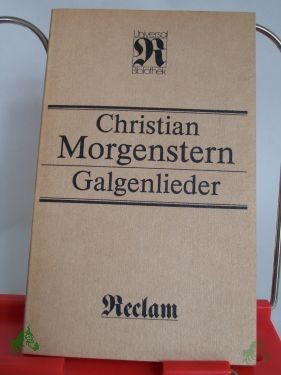 Universal
R
Bibliothek
Christian
Morgenstern
Galgenlieder
Reclam